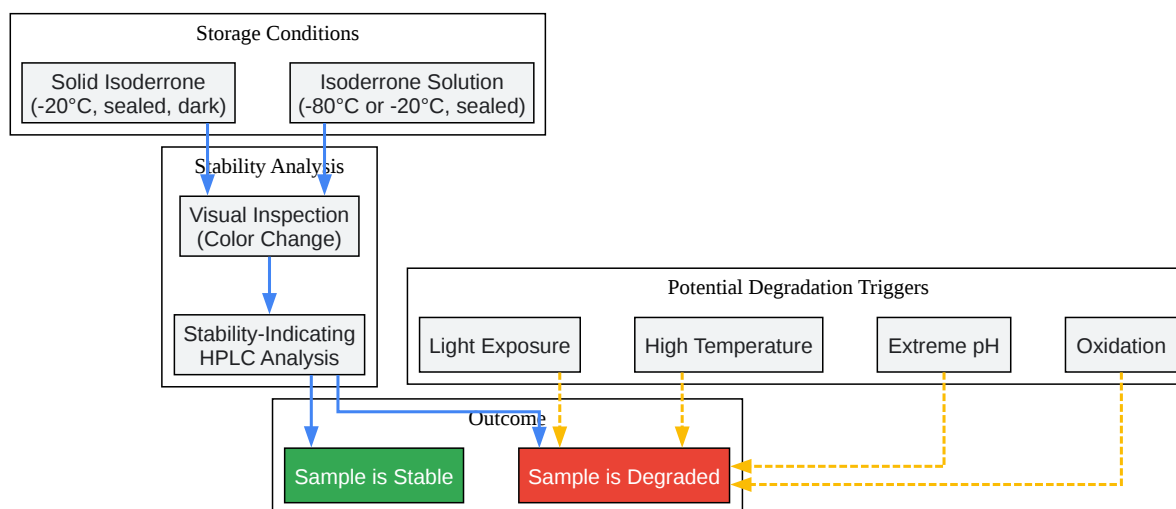 Storage Conditions
Solid Isoderrone
(-20°C, sealed, dark)
Isoderrone Solution
(-80°C or -20°C, sealed)
Stability Analysis
Visual Inspection
(Color Change)
Stability-Indicating
HPLC Analysis
Potential Degradation Triggers
Light Exposure
High Temperature
Extreme pH
Oxidation
Outcome
Sample is Stable
Sample is Degraded